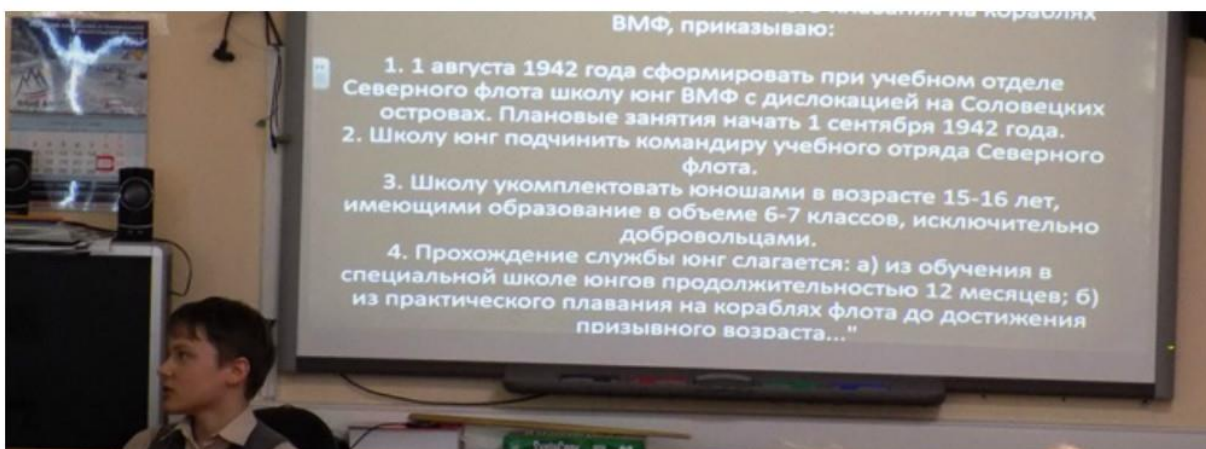 плавания на кораблях
ВМФ, приказываю:
1. 1 августа 1942 года сформировать при учебном отделе
Северного флота школу юнг ВМФ с дислокацией на Соловецких
островах. Плановые занятия начать 1 сентября 1942 года.
2. Школу юнг подчинить командиру учебного отряда Северного
флота.
3. Школу укомплектовать юношами в возрасте 15-16 лет,
имеющими образование в объеме 6-7 классов, исключительно
добровольцами.
4. Прохождение службы юнг слагается: а) из обучения в
специальной школе юнгов продолжительностью 12 месяцев; б)
из практического плавания на кораблях флота до достижения
призывного возраста..."